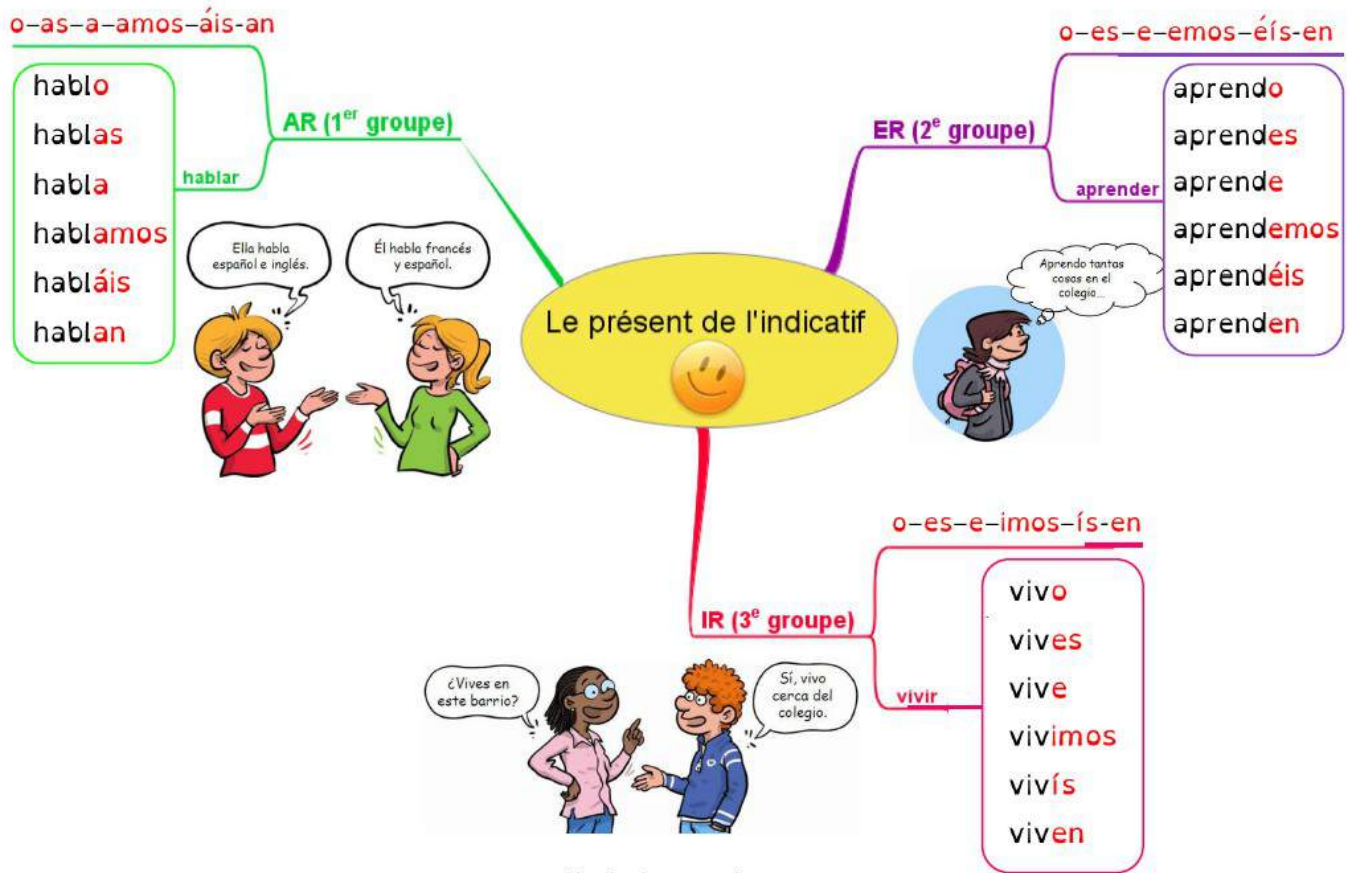 o-as-a-amos-áis-an
hablo
hablas
habla
hablamos
habláis
hablan
AR (1er groupe)
hablar
Ella habla
español e inglés.
Él habla francés
y español.
Le présent de l'indicatif
o-es-e-emos-éís-en
ER (2e groupe)
aprender
aprendo
aprendes
aprende
aprendemos
aprendéis
aprenden
Aprendo tantas
cosas en el
colegio...
o-es-e-imos-ís-en
IR (3e groupe)
vivir
vivo
vives
vive
vivimos
vivís
viven
¿Vives en
este barrio?
Sí, vivo
cerca del
colegio.